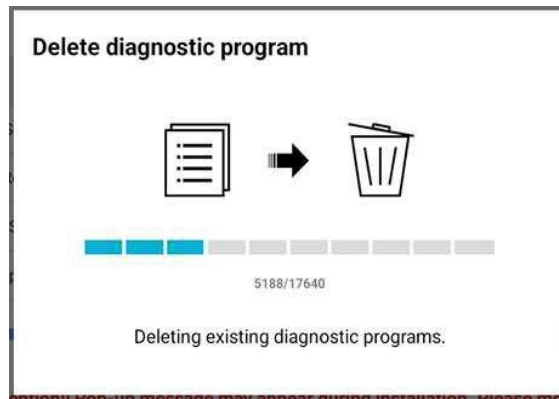 Delete diagnostic program
5188/17640
Deleting existing diagnostic programs.